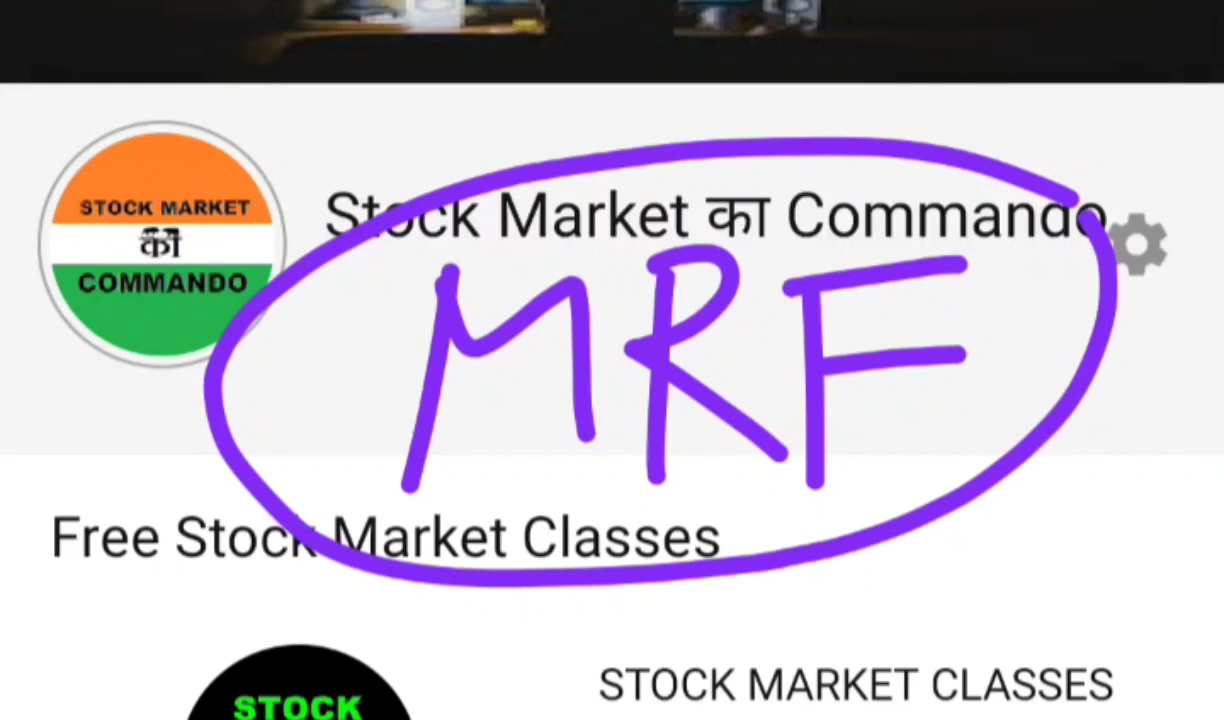 STOCK MARKET
का
COMMANDO
Stock Market का Commando
MRF
Free Stock Market Classes
STOCK MARKET CLASSES
STOCK